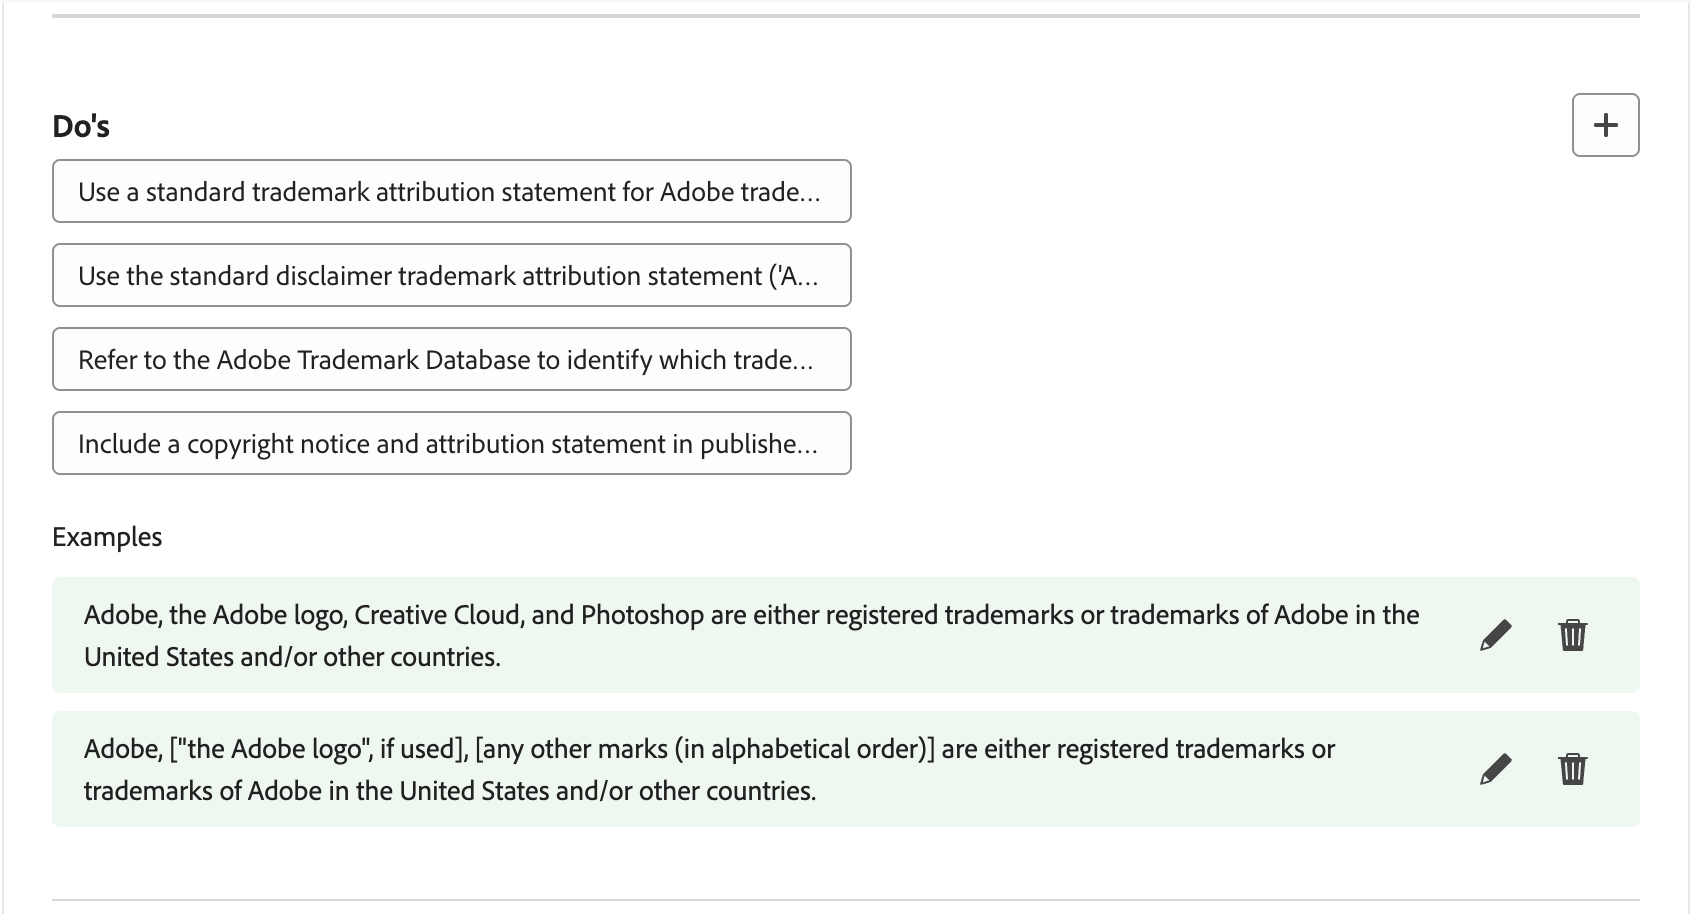 Do's
Use a standard trademark attribution statement for Adobe trade...
Use the standard disclaimer trademark attribution statement ('A...
Refer to the Adobe Trademark Database to identify which trade...
Include a copyright notice and attribution statement in publishe...
Examples
Adobe, the Adobe logo, Creative Cloud, and Photoshop are either registered trademarks or trademarks of Adobe in the
United States and/or other countries.
Adobe, ["the Adobe logo", if used], [any other marks (in alphabetical order)] are either registered trademarks or
trademarks of Adobe in the United States and/or other countries.